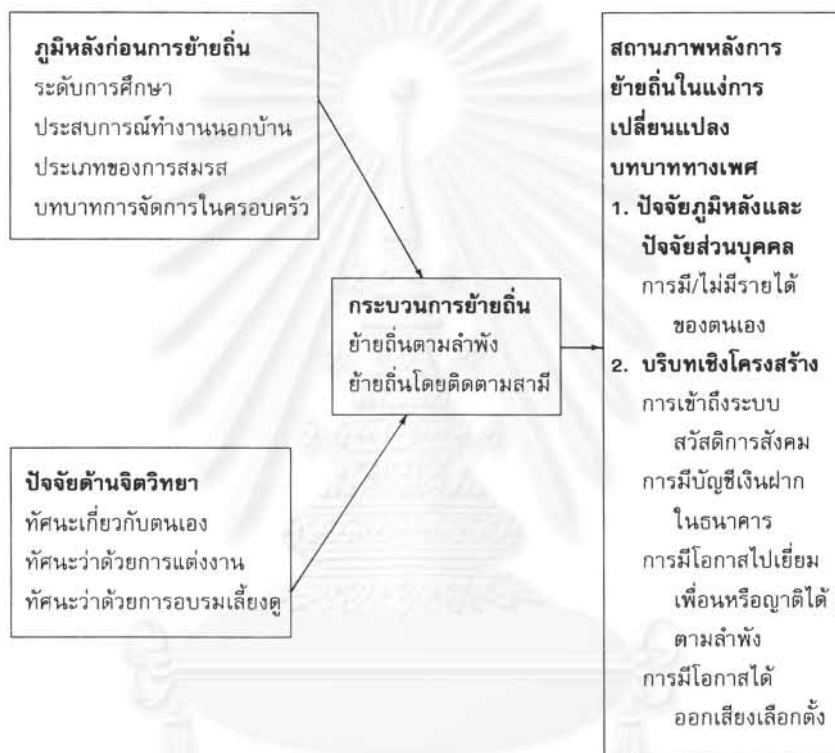 ภูมิหลังก่อนการย้ายถิ่น
ระดับการศึกษา
ประสบการณ์ทำงานนอกบ้าน
ประเภทของการสมรส
บทบาทการจัดการในครอบครัว
ปัจจัยด้านจิตวิทยา
ทัศนะเกี่ยวกับตนเอง
ทัศนะว่าด้วยการแต่งงาน
ทัศนะว่าด้วยการอบรมเลี้ยงดู
กระบวนการย้ายถิ่น
ย้ายถิ่นตามลำพัง
ย้ายถิ่นโดยติดตามสามี
สถานภาพหลังการ
ย้ายถิ่นในแง่การ
เปลี่ยนแปลง
บทบาททางเพศ
1. ปัจจัยภูมิหลังและ
ปัจจัยส่วนบุคคล
การมี/ไม่มีรายได้
ของตนเอง
2. บริบทเชิงโครงสร้าง
การเข้าถึงระบบ
สวัสดิการสังคม
การมีบัญชีเงินฝาก
ในธนาคาร
การมีโอกาสไปเยี่ยม
เพื่อนหรือญาติได้
ตามลำพัง
การมีโอกาสได้
ออกเสียงเลือกตั้ง